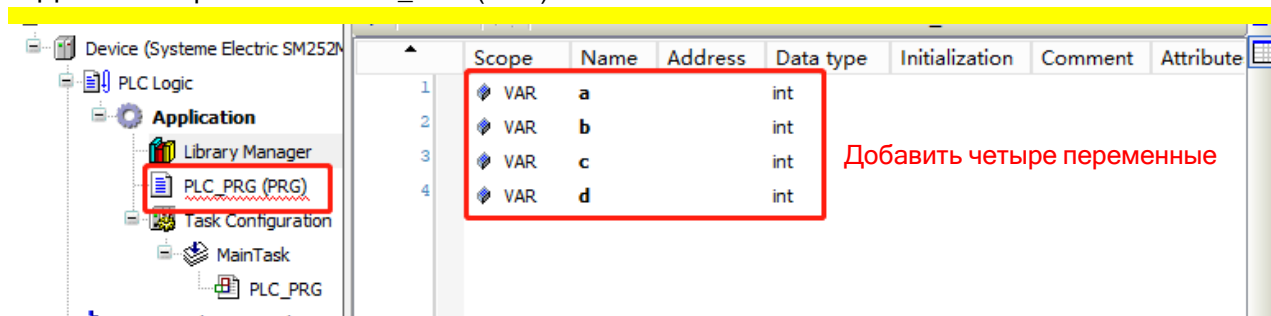 Device (Systeme Electric SM252
PLC Logic
Application
Library Manager
PLC_PRG (PRG)
Task Configuration
MainTask
PLC_PRG
Scope Name Address Data type Initialization Comment Attribute
1 VAR a int
2 VAR b int
3 VAR c int
4 VAR d int
Добавить четыре переменные